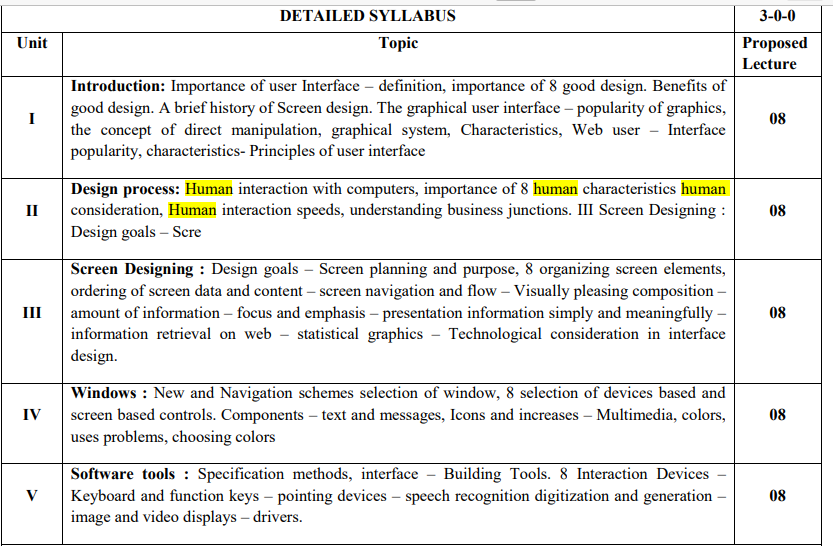 DETAILED SYLLABUS 3-0-0
Unit Topic Proposed
Lecture
Introduction: Importance of user Interface – definition, importance of 8 good design. Benefits of
good design. A brief history of Screen design. The graphical user interface – popularity of graphics,
I the concept of direct manipulation, graphical system, Characteristics, Web user – Interface 08
popularity, characteristics- Principles of user interface
Design process: Human interaction with computers, importance of 8 human characteristics human
II consideration, Human interaction speeds, understanding business junctions. III Screen Designing : 08
Design goals – Scre
Screen Designing : Design goals – Screen planning and purpose, 8 organizing screen elements,
ordering of screen data and content – screen navigation and flow – Visually pleasing composition –
III amount of information – focus and emphasis – presentation information simply and meaningfully – 08
information retrieval on web – statistical graphics – Technological consideration in interface
design.
Windows : New and Navigation schemes selection of window, 8 selection of devices based and
IV screen based controls. Components – text and messages, Icons and increases – Multimedia, colors, 08
uses problems, choosing colors
Software tools : Specification methods, interface – Building Tools. 8 Interaction Devices –
V Keyboard and function keys – pointing devices – speech recognition digitization and generation – 08
image and video displays – drivers.